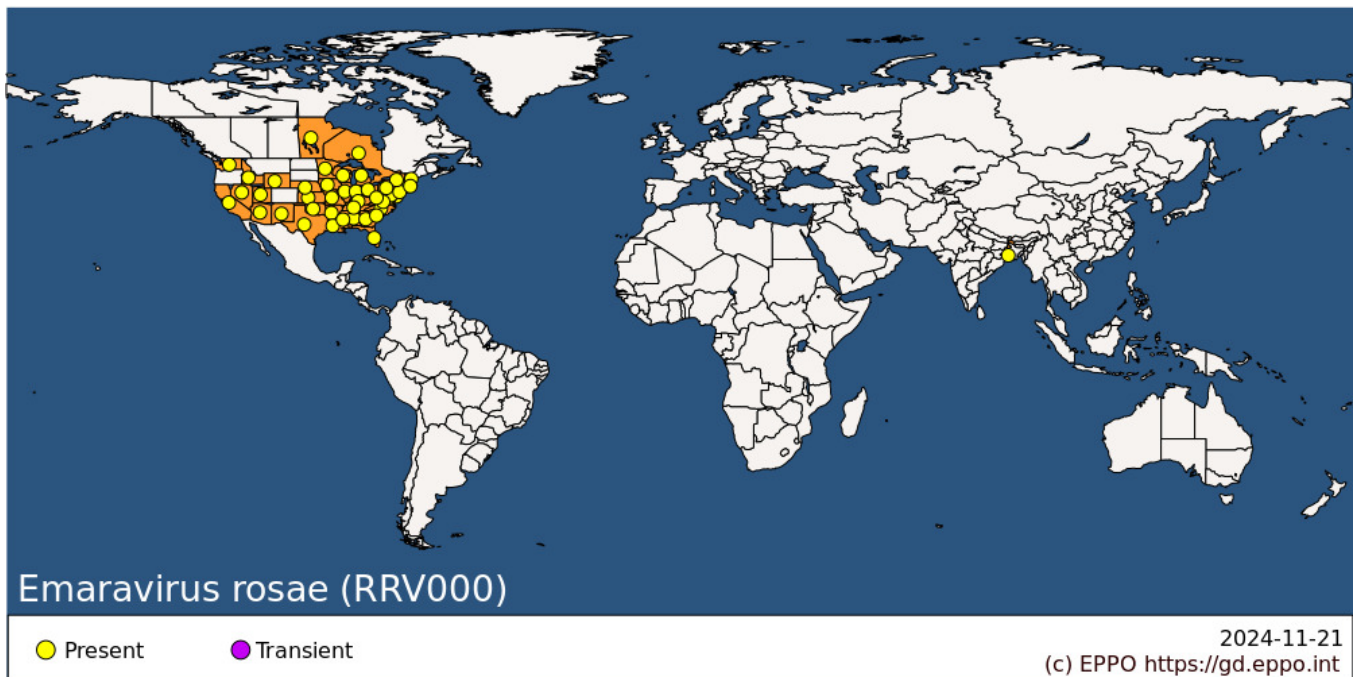 Emaravirus rosae (RRV000)
Present
Transient
2024-11-21
(c) EPPO https://gd.eppo.int